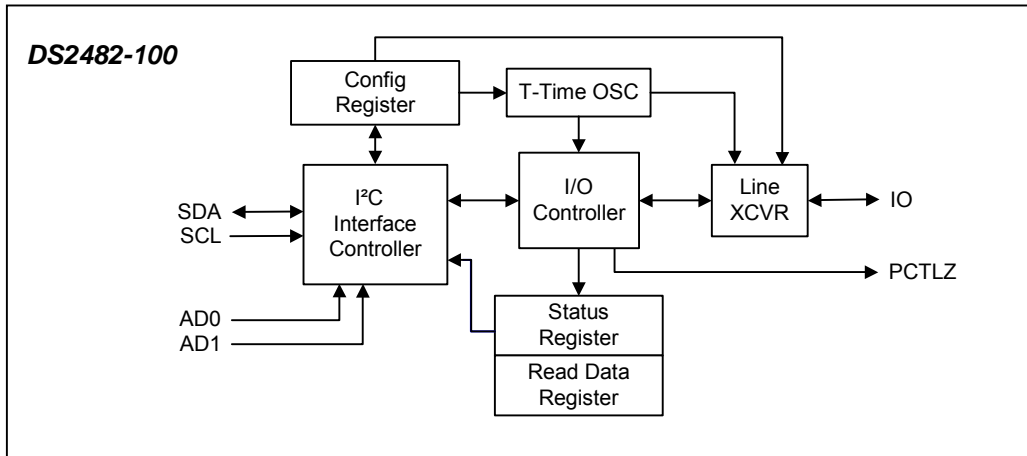 DS2482-100
Config
Register
T-Time OSC
I²C
Interface
Controller
I/O
Controller
Line
XCVR
SDA
SCL
IO
PCTLZ
AD0
AD1
Status
Register
Read Data
Register